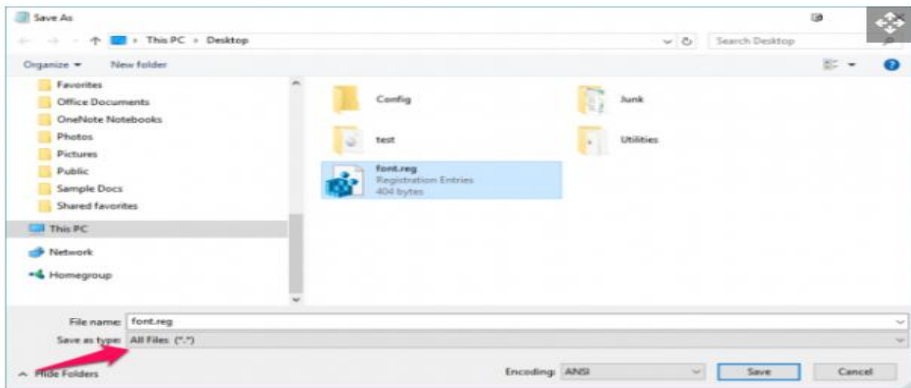 Save As
This PC › Desktop
Search Desktop
Organize
New folder
Favorites
Office Documents
OneNote Notebooks
Photos
Pictures
Public
Sample Docs
Shared favorites
This PC
Network
Homegroup
Config
Junk
test
Utilities
font.reg
Registration Entries
404 bytes
File name: font.reg
Save as type: All Files (*.*)
Hide Folders
Encoding: ANSI
Save
Cancel